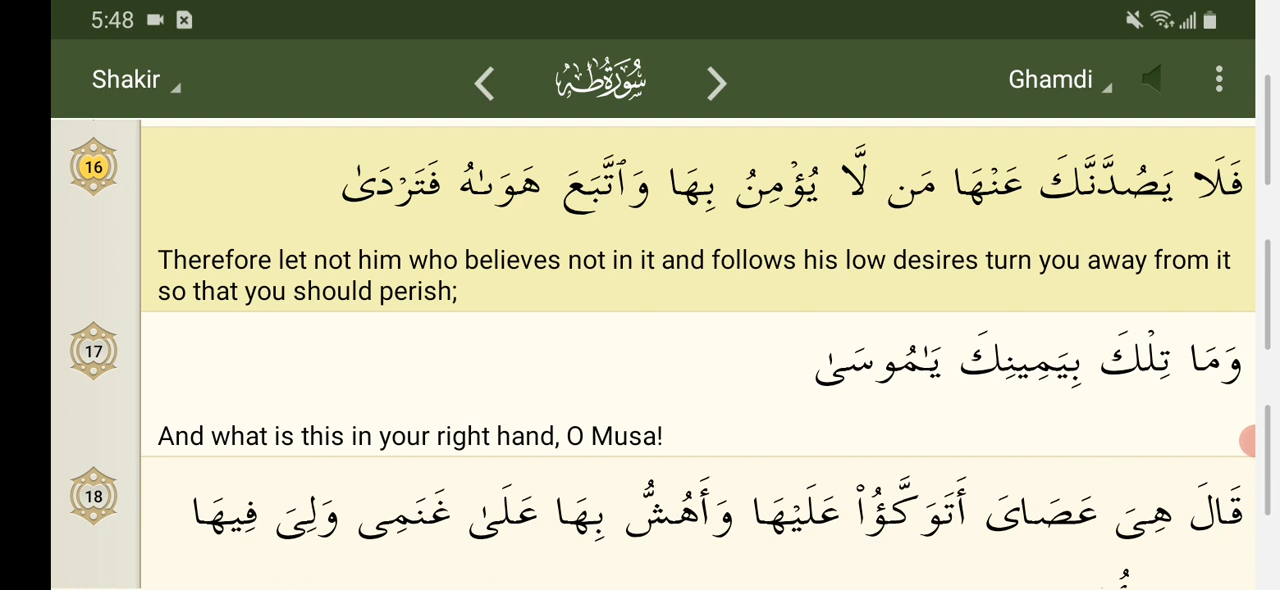 5:48
Shakir
سُورَةُ طه
Ghamdi
16
فَلَا يَصُدَّنَّكَ عَنْهَا مَن لَّا يُؤْمِنُ بِهَا وَٱتَّبَعَ هَوَىٰهُ فَتَرْدَىٰ
Therefore let not him who believes not in it and follows his low desires turn you away from it
so that you should perish;
17
وَمَا تِلْكَ بِيَمِينِكَ يَـٰمُوسَىٰ
And what is this in your right hand, O Musa!
18
قَالَ هِىَ عَصَاىَ أَتَوَكَّؤُا۟ عَلَيْهَا وَأَهُشُّ بِهَا عَلَىٰ غَنَمِى وَلِىَ فِيهَا